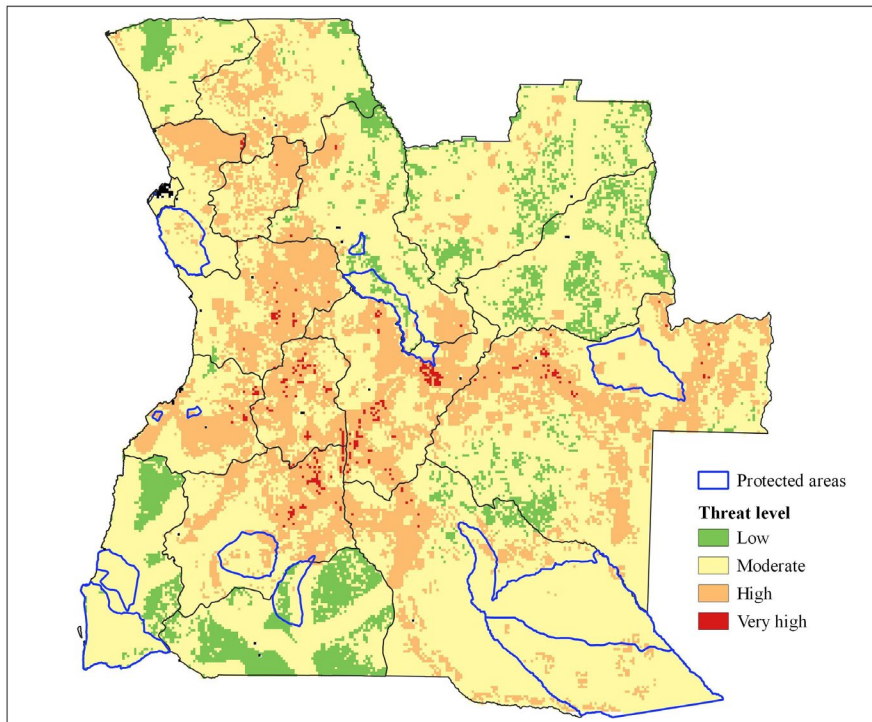 Protected areas
Threat level
Low
Moderate
High
Very high